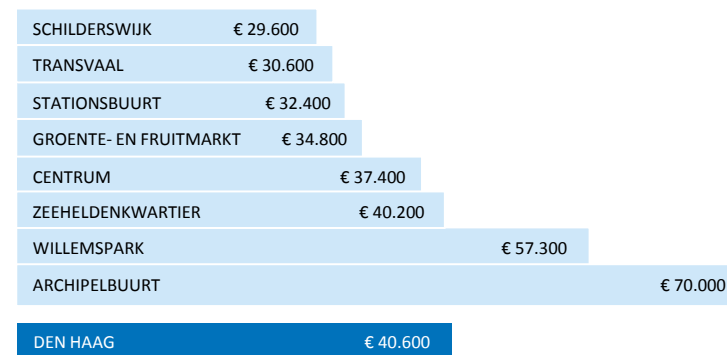 SCHILDERSWIJK € 29.600
TRANSVAAL € 30.600
STATIONSBUURT € 32.400
GROENTE- EN FRUITMARKT € 34.800
CENTRUM € 37.400
ZEEHELDENKWARTIER € 40.200
WILLEMSPARK € 57.300
ARCHIPELBUURT € 70.000
DEN HAAG € 40.600